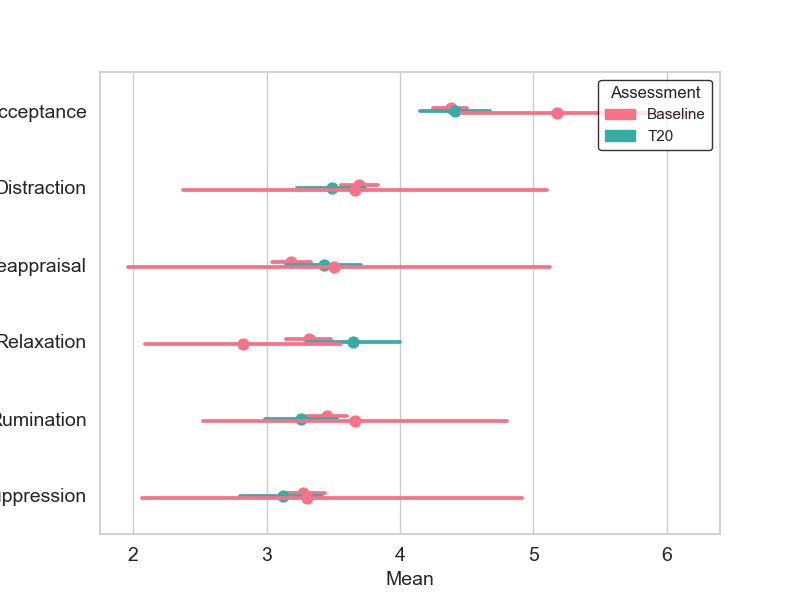 Assessment
Baseline
T20
cceptance
Distraction
eappraisal
Relaxation
Rumination
ppression
2 3 4 5 6
Mean